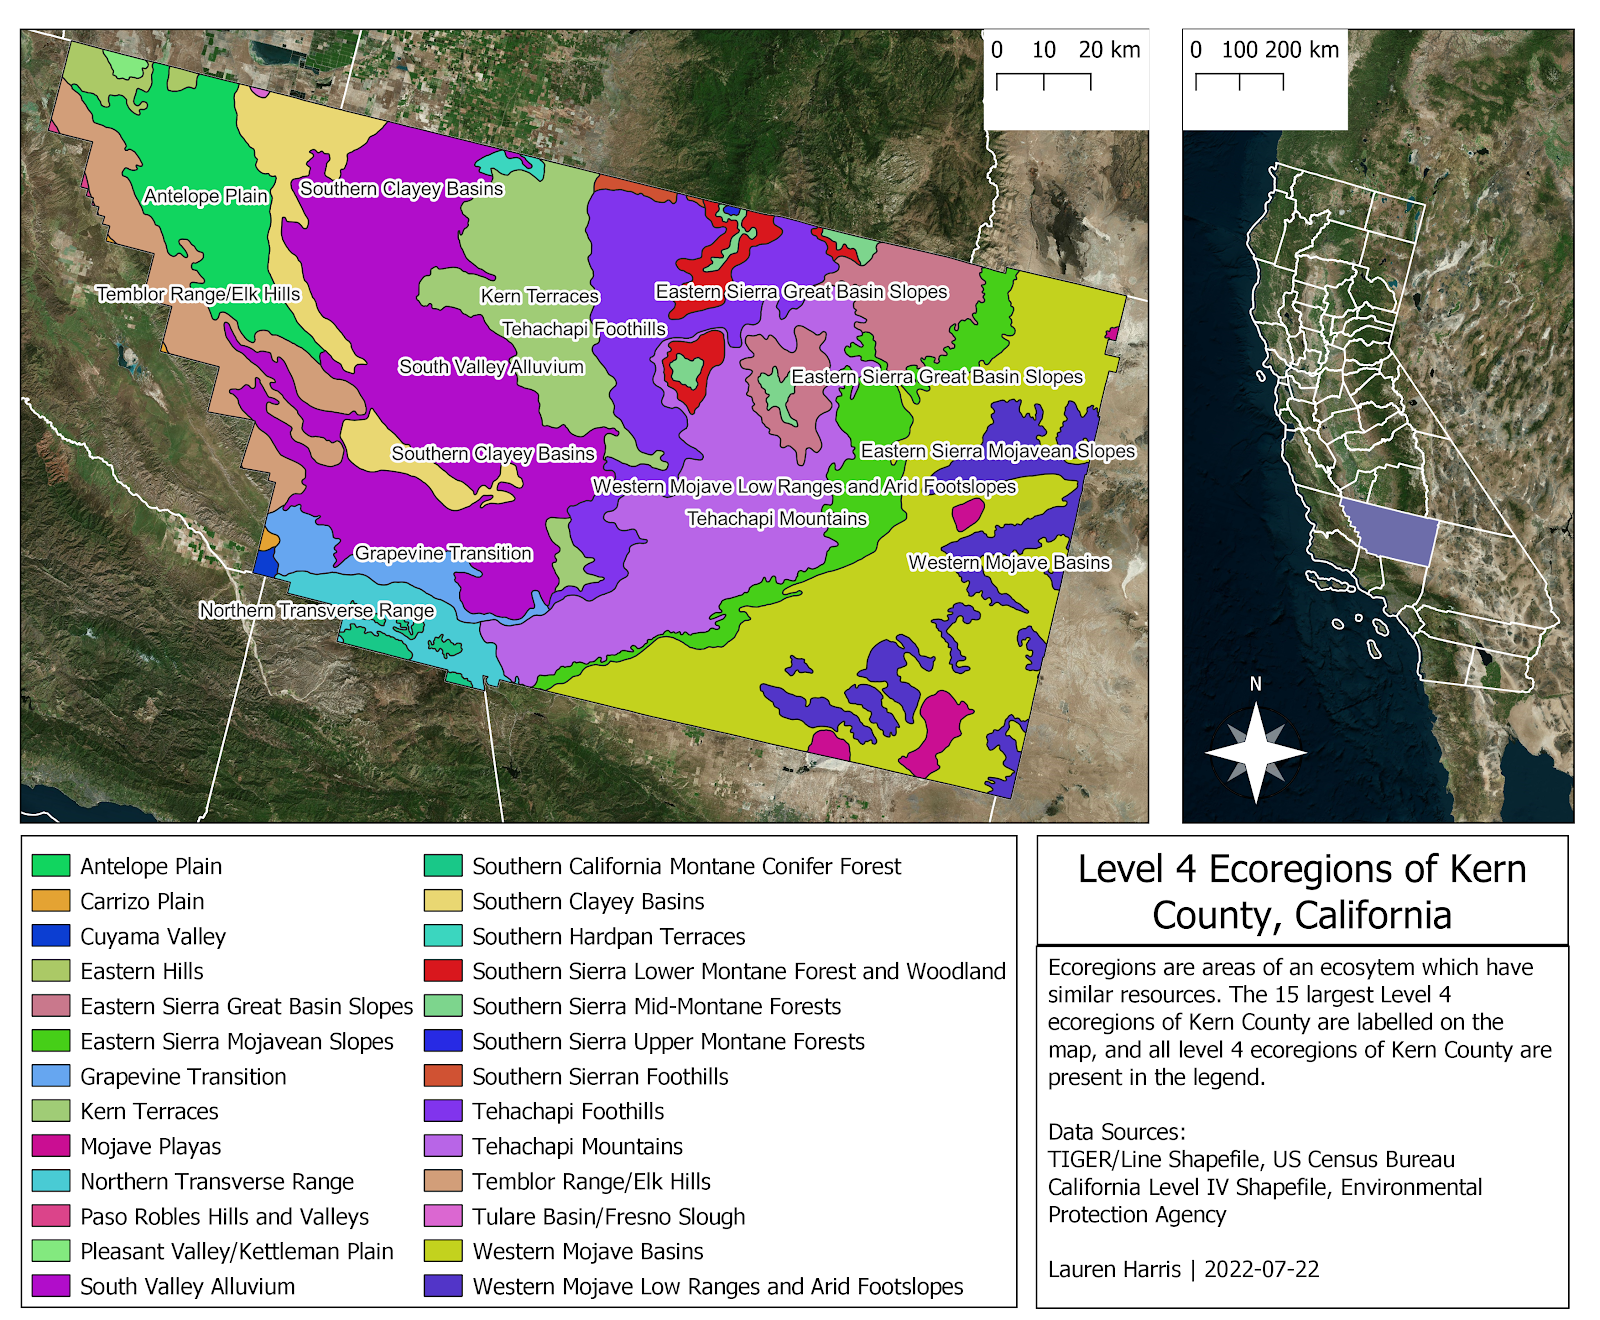 0 10 20 km
0 100 200 km
Antelope Plain
Southern Clayey Basins
Temblor Range/Elk Hills
Kern Terraces
Eastern Sierra Great Basin Slopes
Tehachapi Foothills
South Valley Alluvium
Eastern Sierra Great Basin Slopes
Southern Clayey Basins
Eastern Sierra Mojavean Slopes
Western Mojave Low Ranges and Arid Footslopes
Tehachapi Mountains
Grapevine Transition
Western Mojave Basins
Northern Transverse Range
N
Antelope Plain
Carrizo Plain
Cuyama Valley
Eastern Hills
Eastern Sierra Great Basin Slopes
Eastern Sierra Mojavean Slopes
Grapevine Transition
Kern Terraces
Mojave Playas
Northern Transverse Range
Paso Robles Hills and Valleys
Pleasant Valley/Kettleman Plain
South Valley Alluvium
Southern California Montane Conifer Forest
Southern Clayey Basins
Southern Hardpan Terraces
Southern Sierra Lower Montane Forest and Woodland
Southern Sierra Mid-Montane Forests
Southern Sierra Upper Montane Forests
Southern Sierran Foothills
Tehachapi Foothills
Tehachapi Mountains
Temblor Range/Elk Hills
Tulare Basin/Fresno Slough
Western Mojave Basins
Western Mojave Low Ranges and Arid Footslopes
Level 4 Ecoregions of Kern
County, California
Ecoregions are areas of an ecosytem which have
similar resources. The 15 largest Level 4
ecoregions of Kern County are labelled on the
map, and all level 4 ecoregions of Kern County are
present in the legend.
Data Sources:
TIGER/Line Shapefile, US Census Bureau
California Level IV Shapefile, Environmental
Protection Agency
Lauren Harris | 2022-07-22